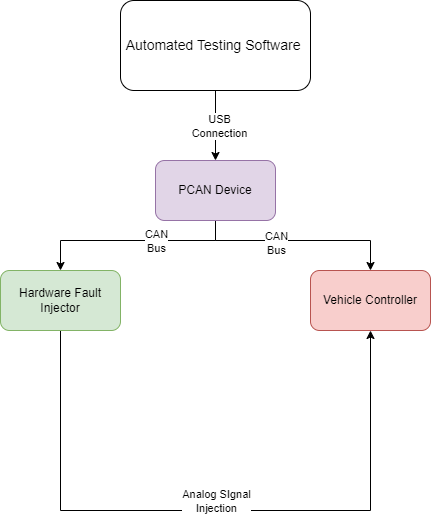 Automated Testing Software
USB
Connection
PCAN Device
CAN
Bus
CAN
Bus
Hardware Fault
Injector
Vehicle Controller
Analog SIgnal
Injection